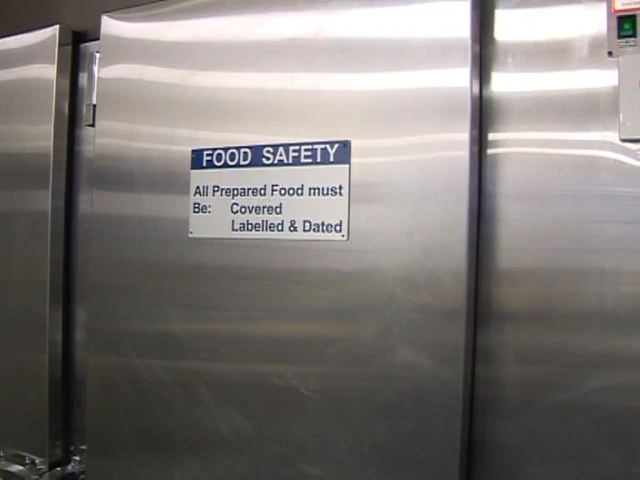 FOOD SAFETY
All Prepared Food must
Be: Covered
Labelled & Dated